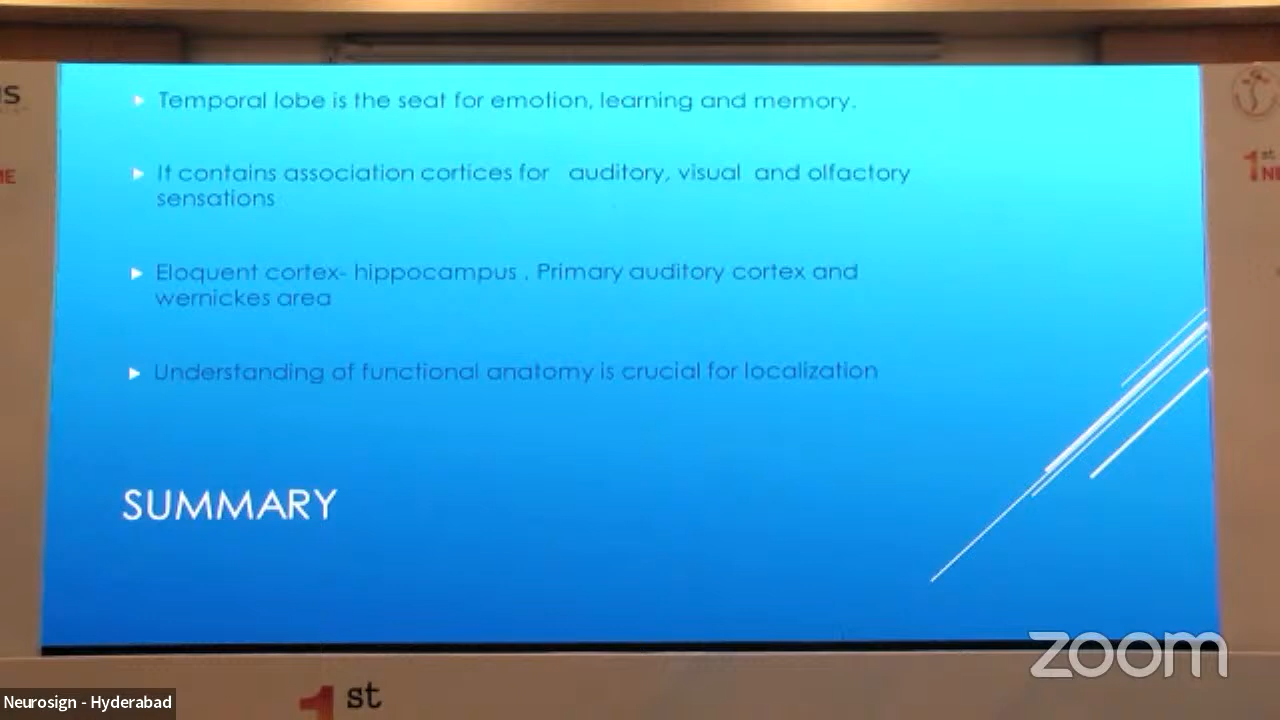 Temporal lobe is the seat for emotion, learning and memory.
It contains association cortices for auditory, visual and olfactory
sensations
Eloquent cortex- hippocampus . Primary auditory cortex and
wernickes area
Understanding of functional anatomy is crucial for localization
SUMMARY
1st
1st
zoom
Neurosign - Hyderabad